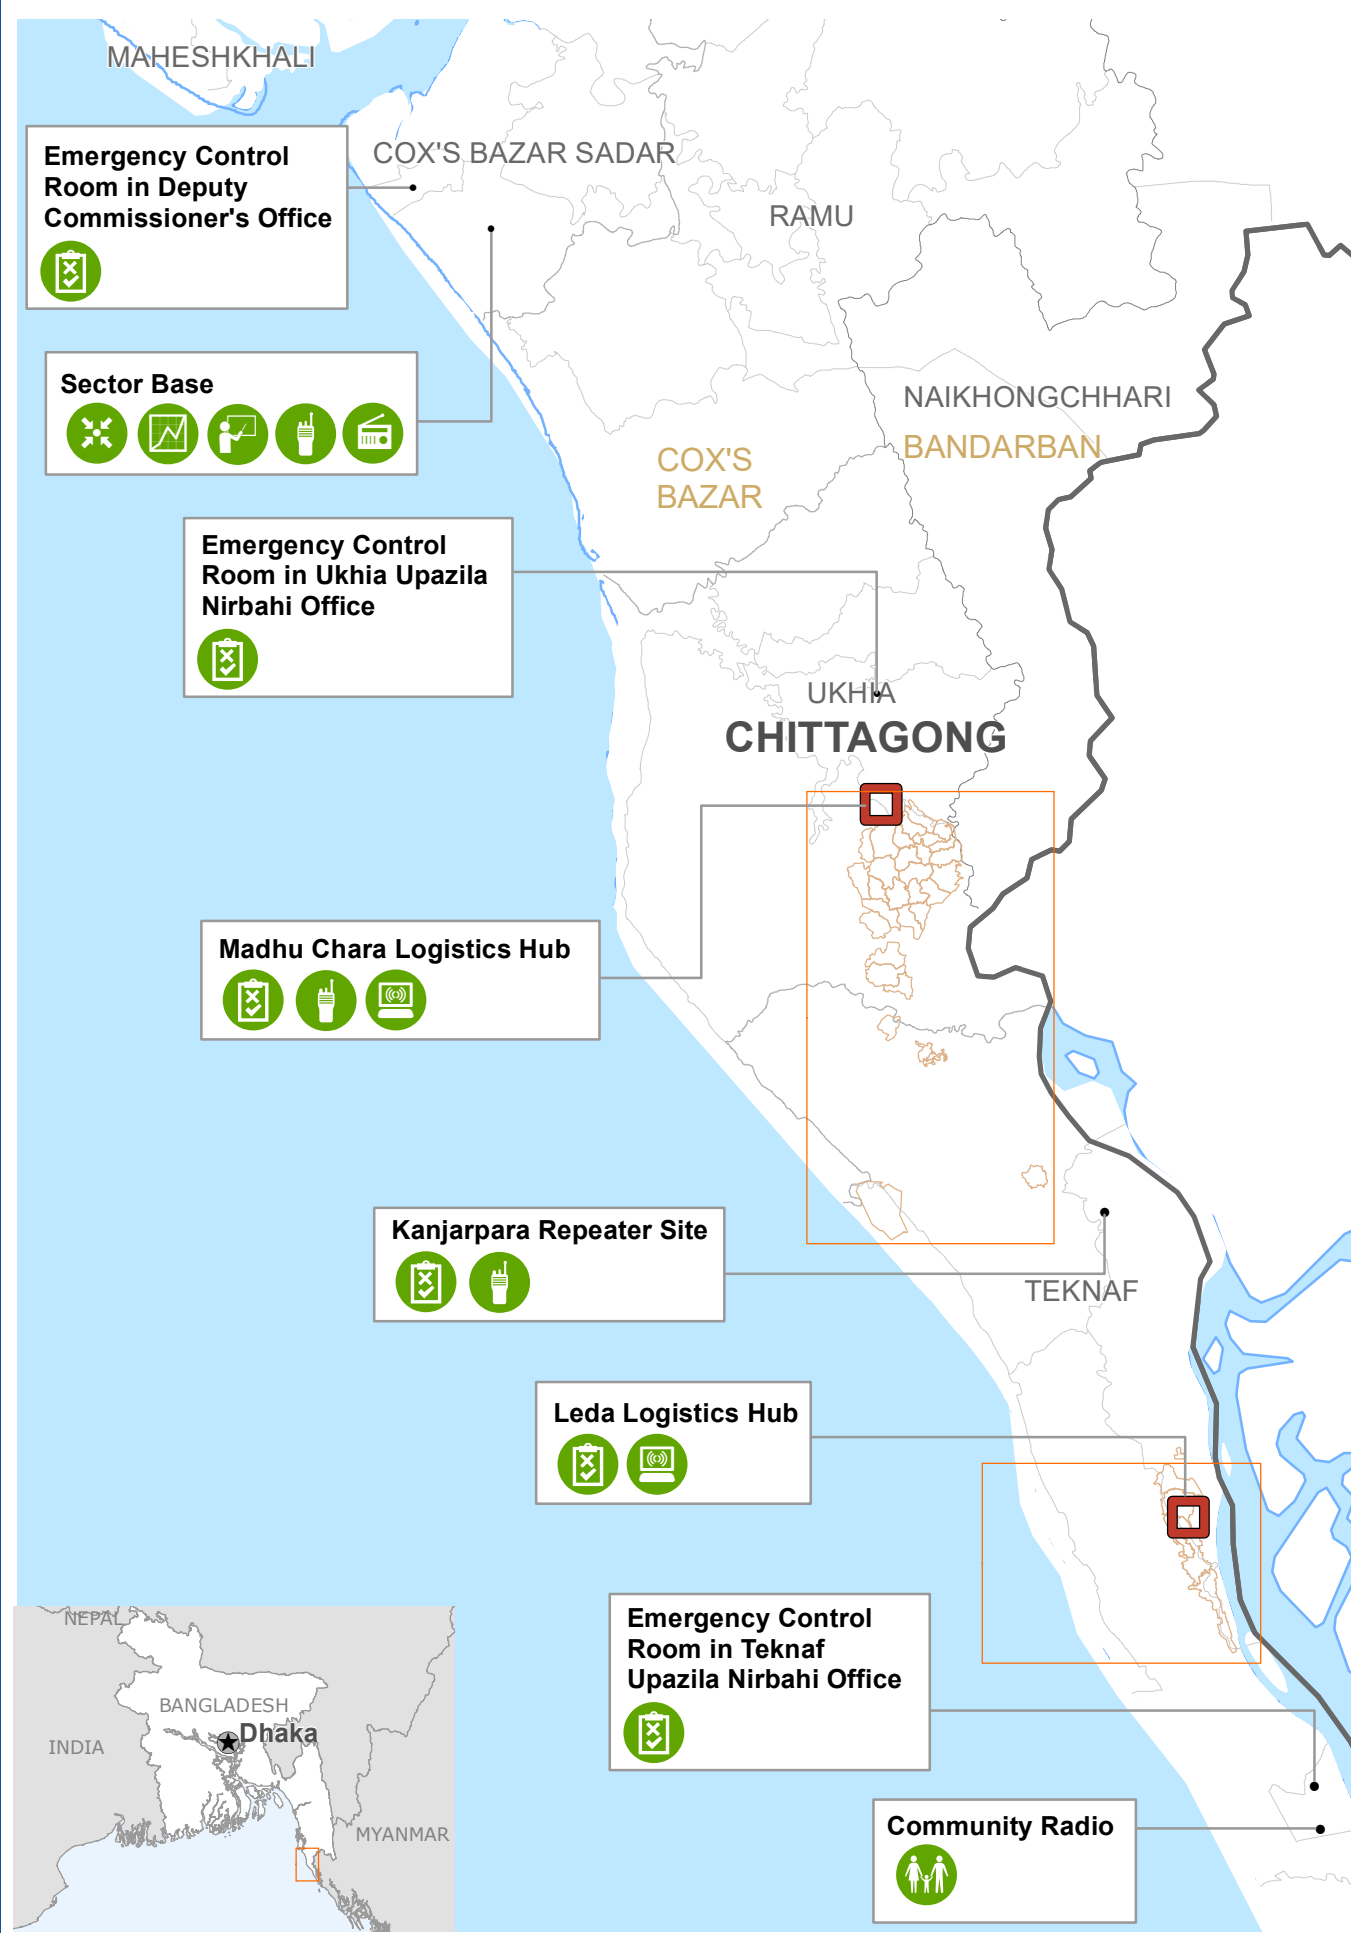 MAHESHKHALI
Emergency Control
Room in Deputy
Commissioner's Office
COX'S BAZAR SADAR
RAMU
Sector Base
NAIKHONGCHHARI
BANDARBAN
COX'S
BAZAR
Emergency Control
Room in Ukhia Upazila
Nirbahi Office
UKHIA
CHITTAGONG
Madhu Chara Logistics Hub
Kanjarpara Repeater Site
TEKNAF
Leda Logistics Hub
Emergency Control
Room in Teknaf
Upazila Nirbahi Office
Community Radio
NEPAL
BANGLADESH
Dhaka
INDIA
MYANMAR